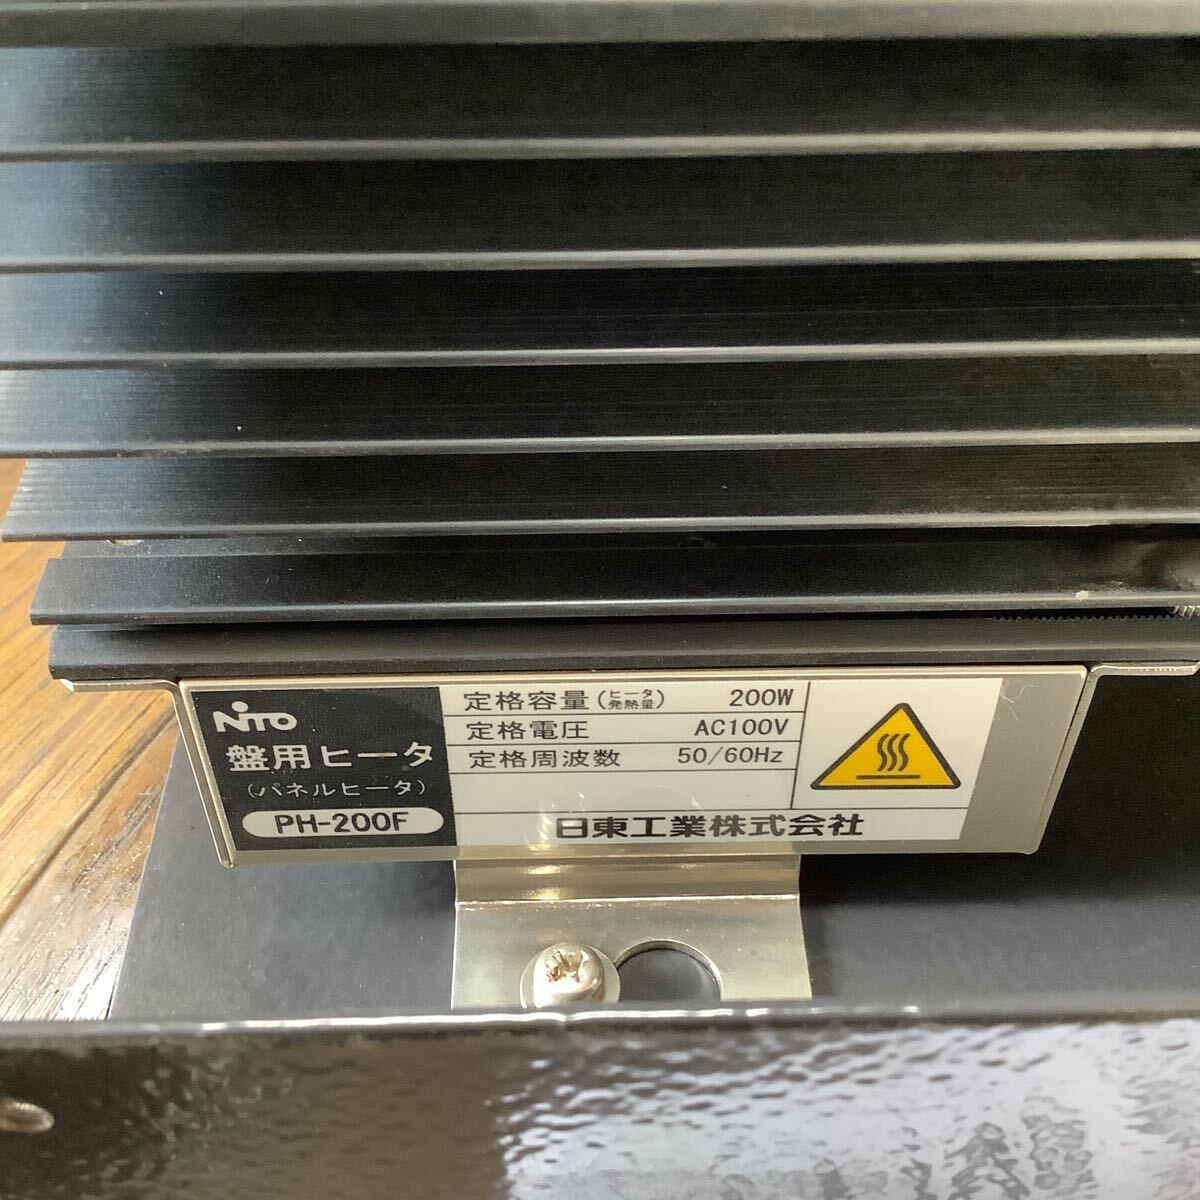 NiTO
盤用ヒータ
(パネルヒータ)
PH-200F
定格容量(ヒータ発熱量) 200W
定格電圧 AC100V
定格周波数 50/60Hz
日東工業株式会社